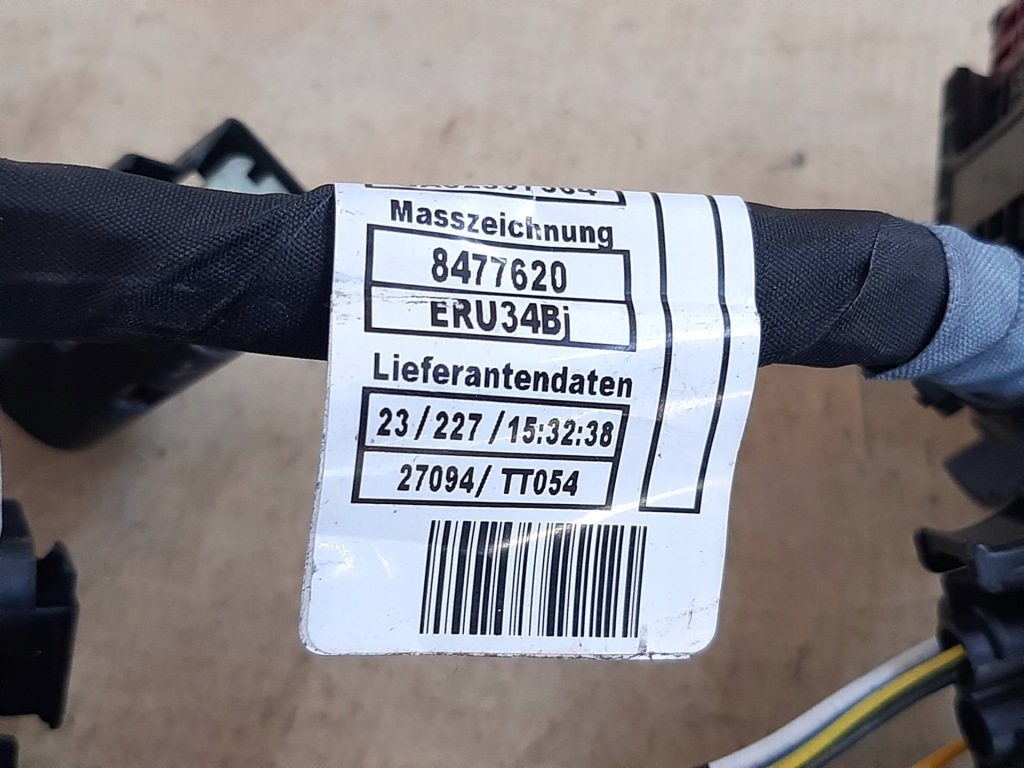 Masszeichnung
8477620
ERU34Bj
Lieferantendaten
23/227/15:32:38
27094/TT054